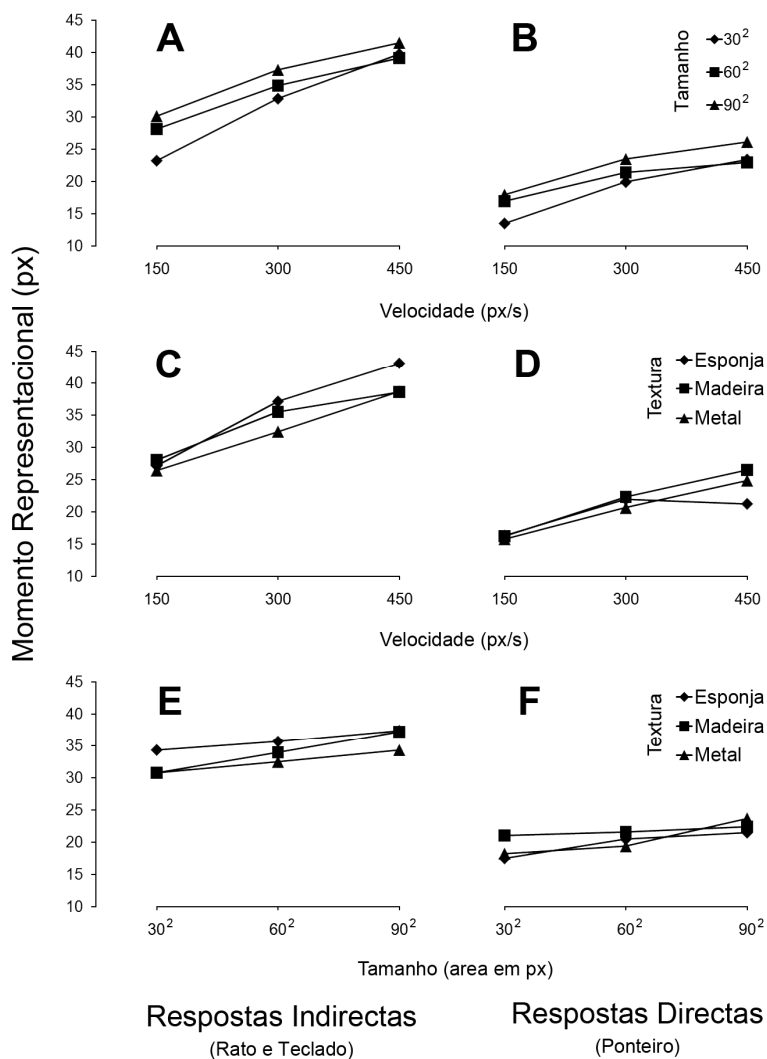 Momento Representacional (px)
A
45
40
35
30
25
20
15
10
150 300 450
B
Tamanho
30²
60²
90²
150 300 450
Velocidade (px/s)
C
45
40
35
30
25
20
15
10
150 300 450
D
Textura
Esponja
Madeira
Metal
150 300 450
Velocidade (px/s)
E
45
40
35
30
25
20
15
10
30² 60² 90²
F
Textura
Esponja
Madeira
Metal
30² 60² 90²
Tamanho (area em px)
Respostas Indirectas
(Rato e Teclado)
Respostas Directas
(Ponteiro)